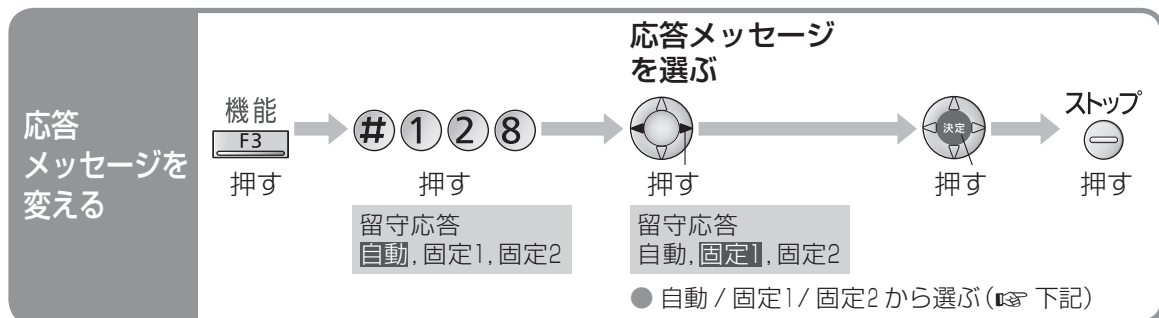 応答
メッセージを
変える
機能
F3
押す
#128
押す
留守応答
自動, 固定1, 固定2
応答メッセージ
を選ぶ
押す
留守応答
自動, 固定1, 固定2
● 自動 / 固定1/ 固定2 から選ぶ(☞ 下記)
決定
押す
ストップ
押す